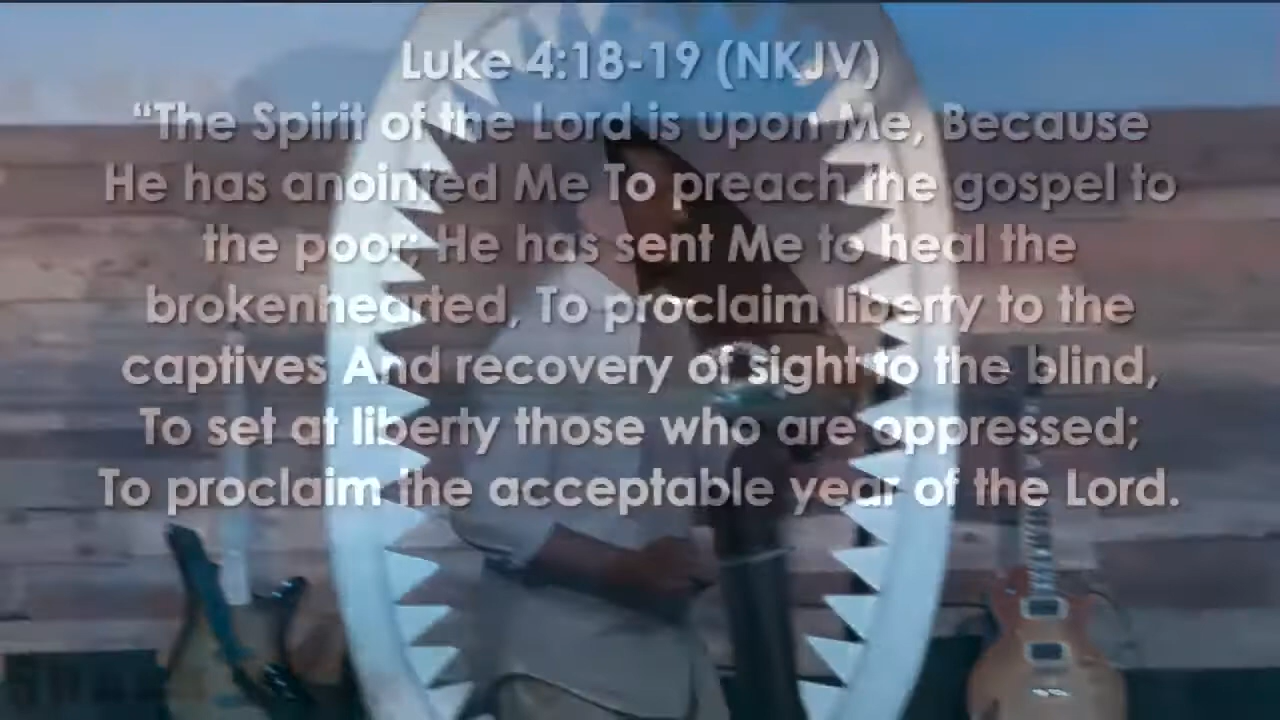 Luke 4:18-19 (NKJV)
“The Spirit of the Lord is upon Me, Because
He has anointed Me To preach the gospel to
the poor; He has sent Me to heal the
brokenhearted, To proclaim liberty to the
captives And recovery of sight to the blind,
To set at liberty those who are oppressed;
To proclaim the acceptable year of the Lord.